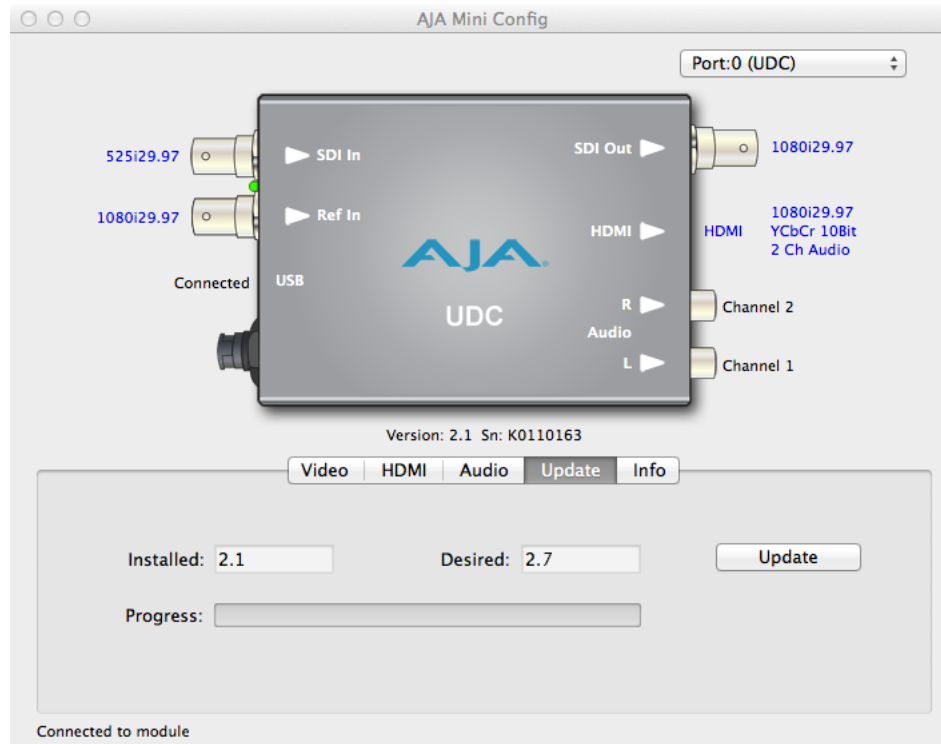 AJA Mini Config
Port:0 (UDC)
525i29.97
SDI In
SDI Out
1080i29.97
1080i29.97
Ref In
HDMI
HDMI
1080i29.97
YCbCr 10Bit
2 Ch Audio
Connected
USB
AJA
UDC
R
Channel 2
Audio
L
Channel 1
Version: 2.1 Sn: K0110163
Video HDMI Audio Update Info
Installed: 2.1 Desired: 2.7 Update
Progress:
Connected to module